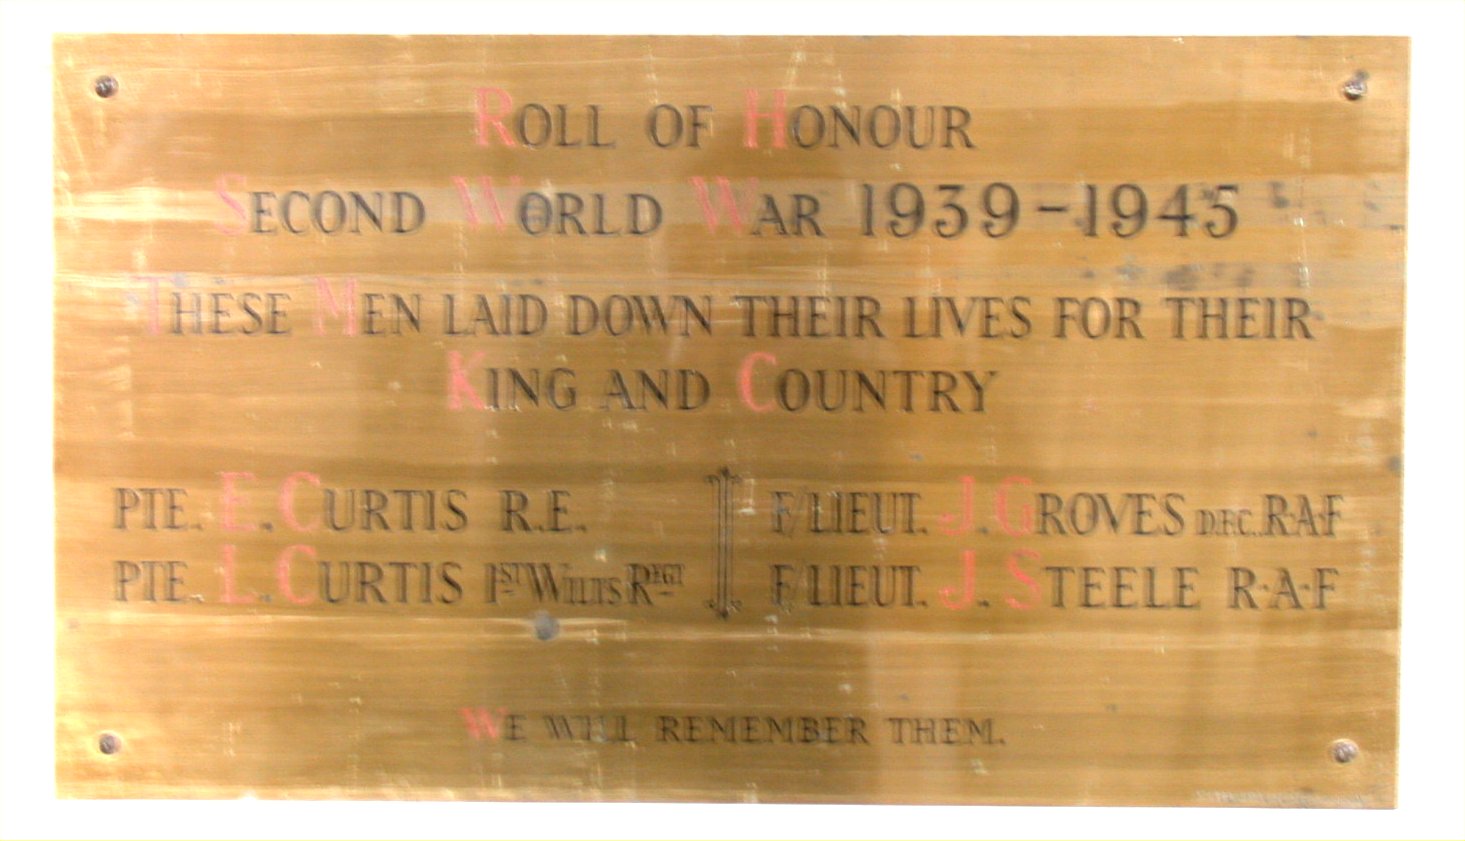 ROLL OF HONOUR
SECOND WORLD WAR 1939-1945
THESE MEN LAID DOWN THEIR LIVES FOR THEIR
KING AND COUNTRY
PTE. E. CURTIS R.E.
PTE. L. CURTIS 1ST WILTS REGT
F/LIEUT. J. GROVES D.F.C. R.A.F
F/LIEUT. J. STEELE R.A.F
WE WILL REMEMBER THEM.